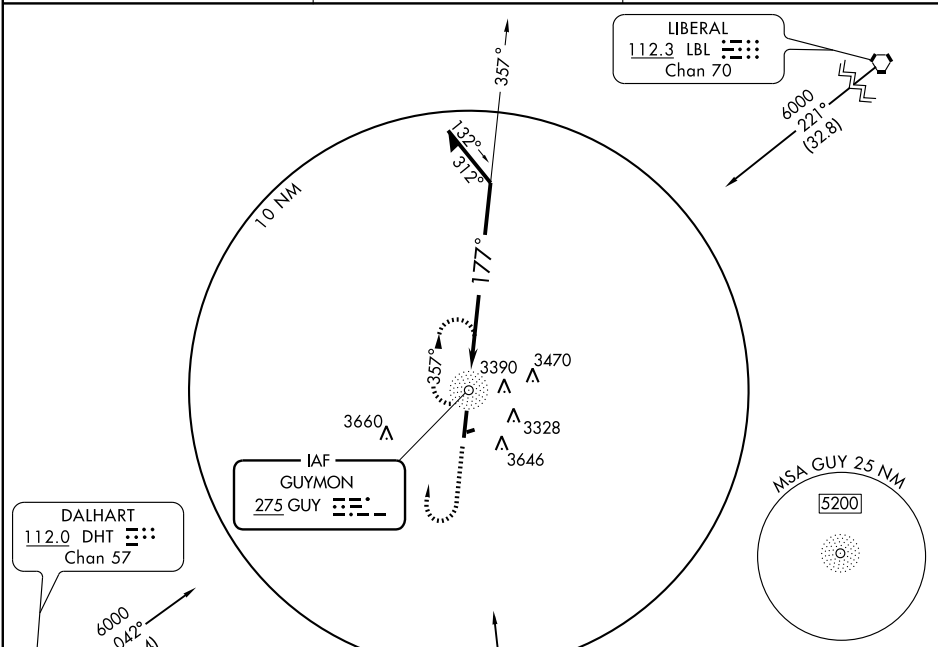 LIBERAL
112.3 LBL
Chan 70
6000
221°
(32.8)
357°
132°
312°
10 NM
177°
357°
3390
3470
3660
3328
3646
IAF
GUYMON
275 GUY
MSA GUY 25 NM
5200
DALHART
112.0 DHT
Chan 57
6000
042°